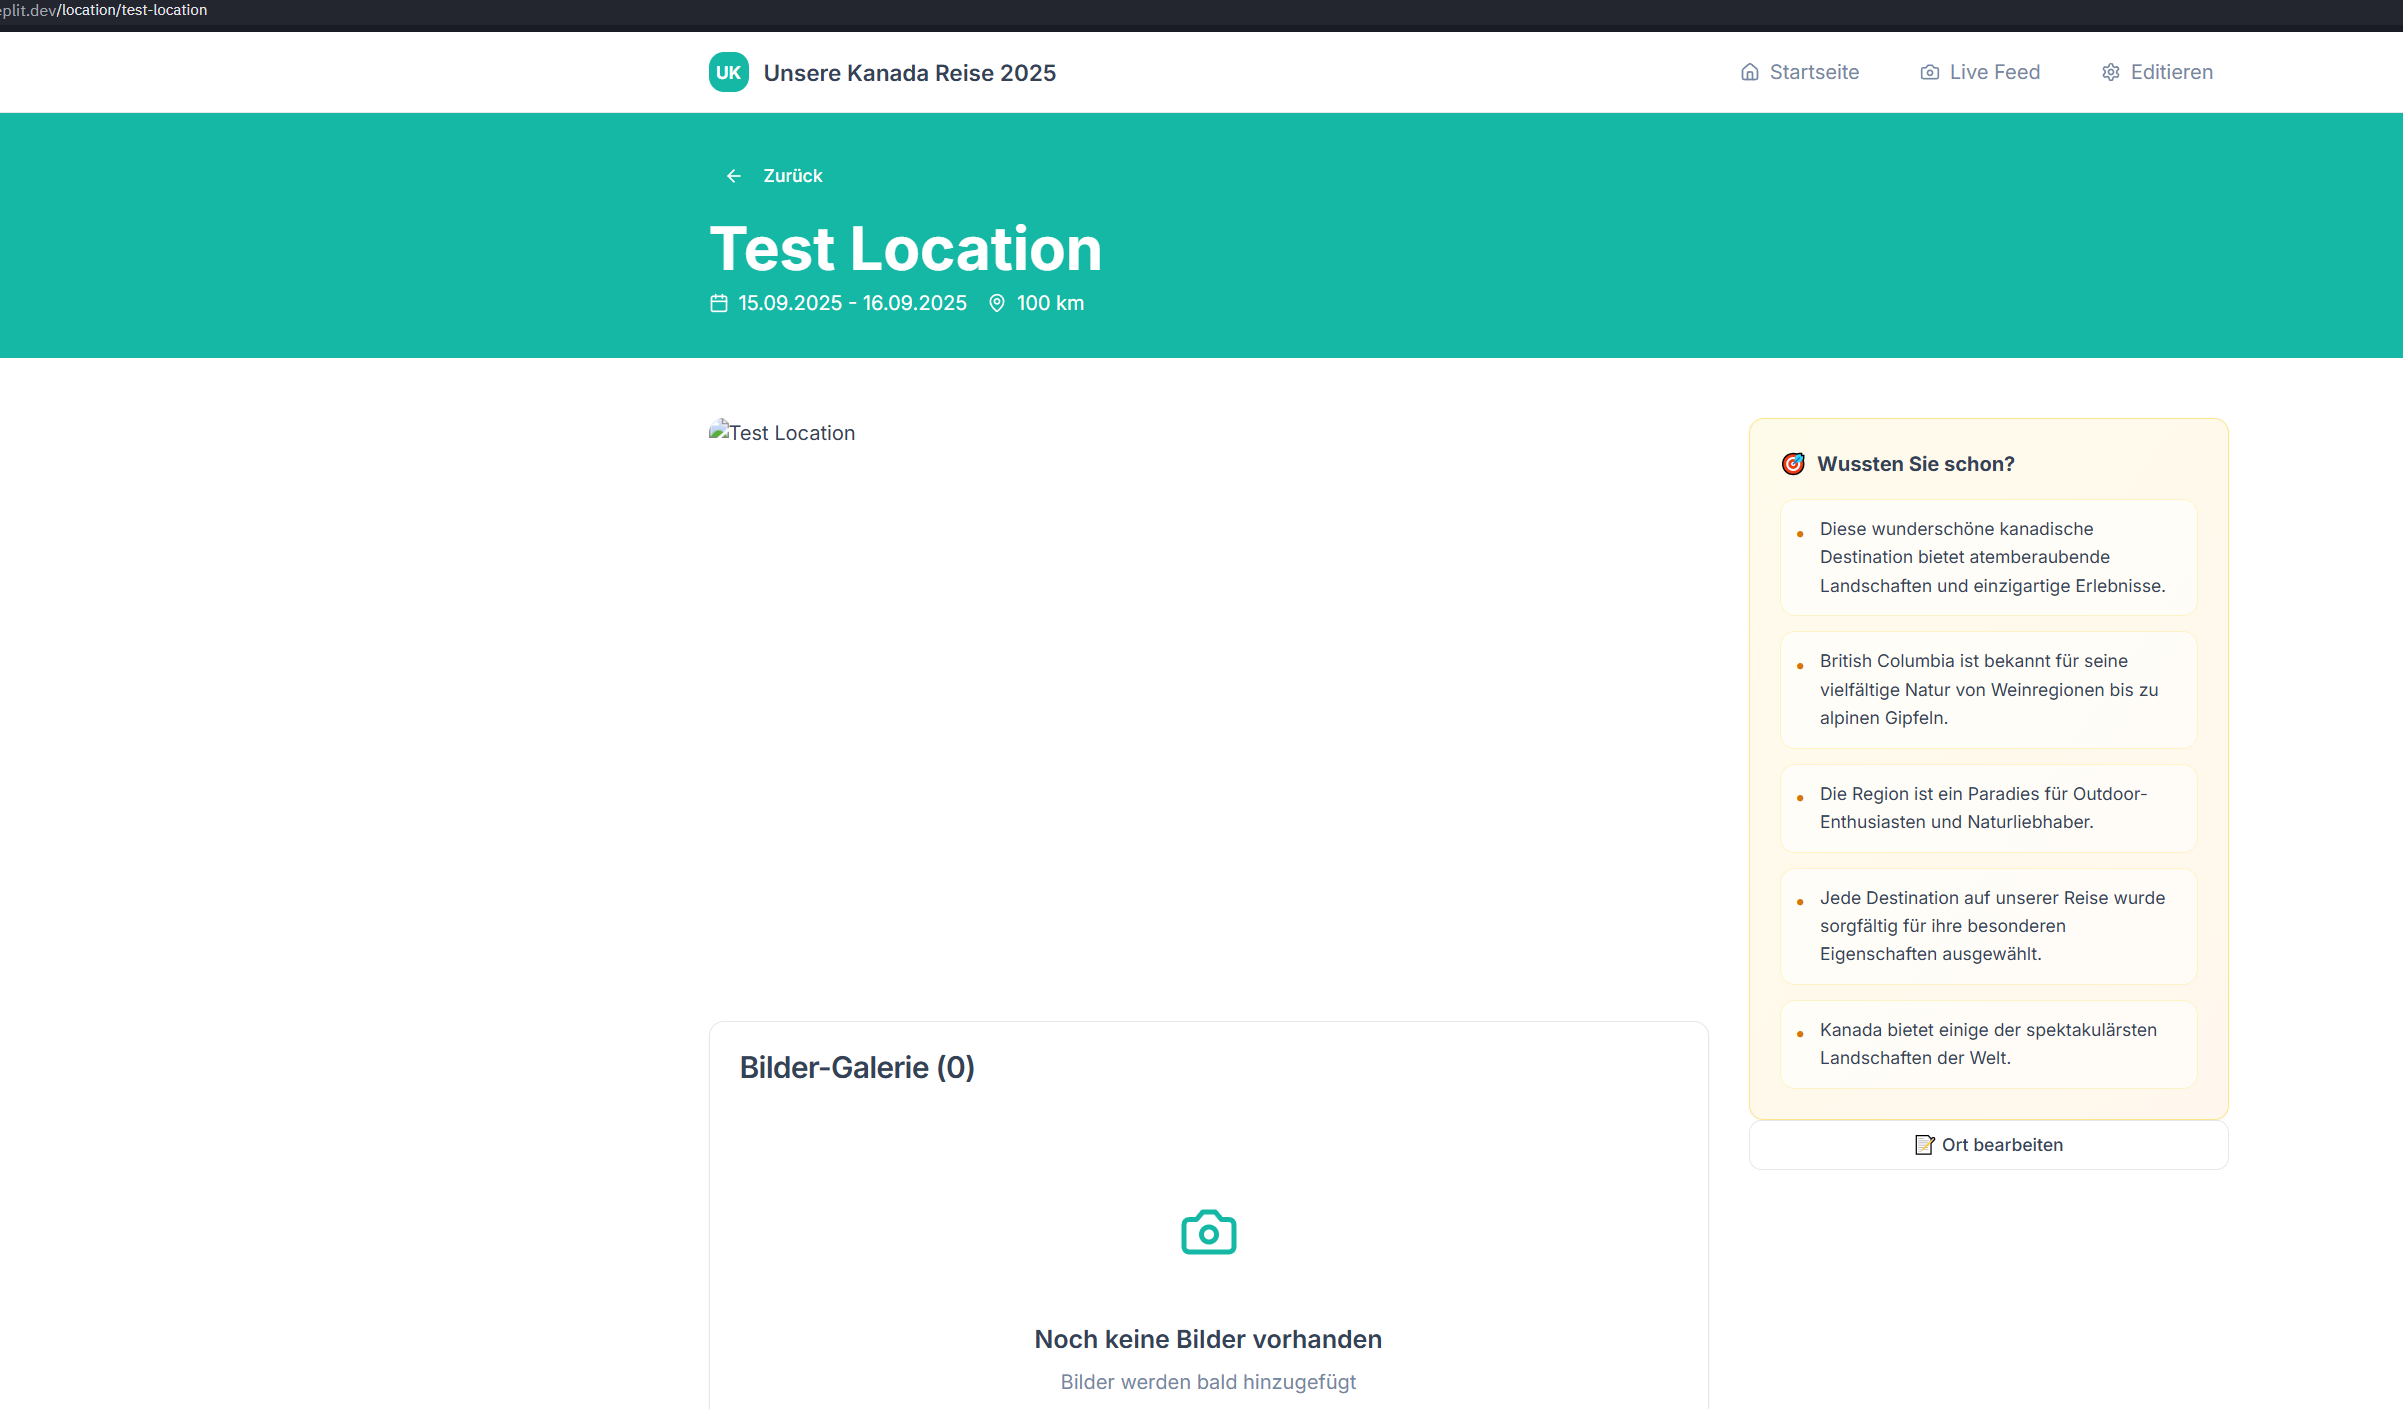 eplit.dev/location/test-location
UK Unsere Kanada Reise 2025
Startseite Live Feed Editieren
Zurück
Test Location
15.09.2025 - 16.09.2025 100 km
Test Location
Wussten Sie schon?
Diese wunderschöne kanadische
Destination bietet atemberaubende
Landschaften und einzigartige Erlebnisse.
British Columbia ist bekannt für seine
vielfältige Natur von Weinregionen bis zu
alpinen Gipfeln.
Die Region ist ein Paradies für Outdoor-
Enthusiasten und Naturliebhaber.
Jede Destination auf unserer Reise wurde
sorgfältig für ihre besonderen
Eigenschaften ausgewählt.
Kanada bietet einige der spektakulärsten
Landschaften der Welt.
Ort bearbeiten
Bilder-Galerie (0)
Noch keine Bilder vorhanden
Bilder werden bald hinzugefügt